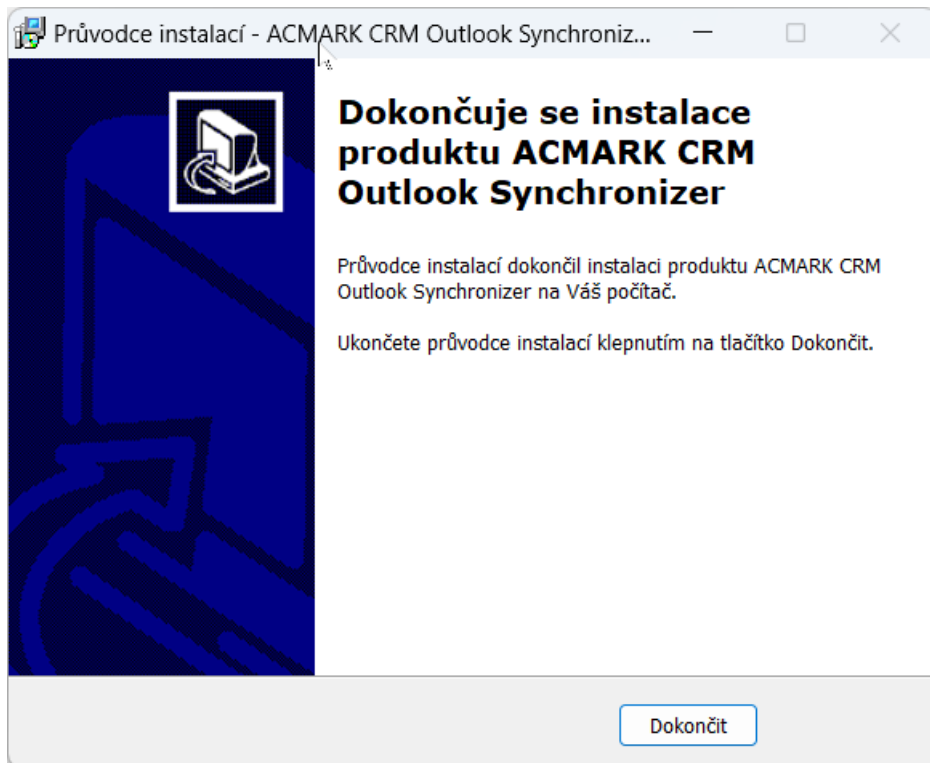 Průvodce instalací - ACMARK CRM Outlook Synchroniz...
Dokončuje se instalace
produktu ACMARK CRM
Outlook Synchronizer
Průvodce instalací dokončil instalaci produktu ACMARK CRM
Outlook Synchronizer na Váš počítač.
Ukončete průvodce instalací klepnutím na tlačítko Dokončit.
Dokončit